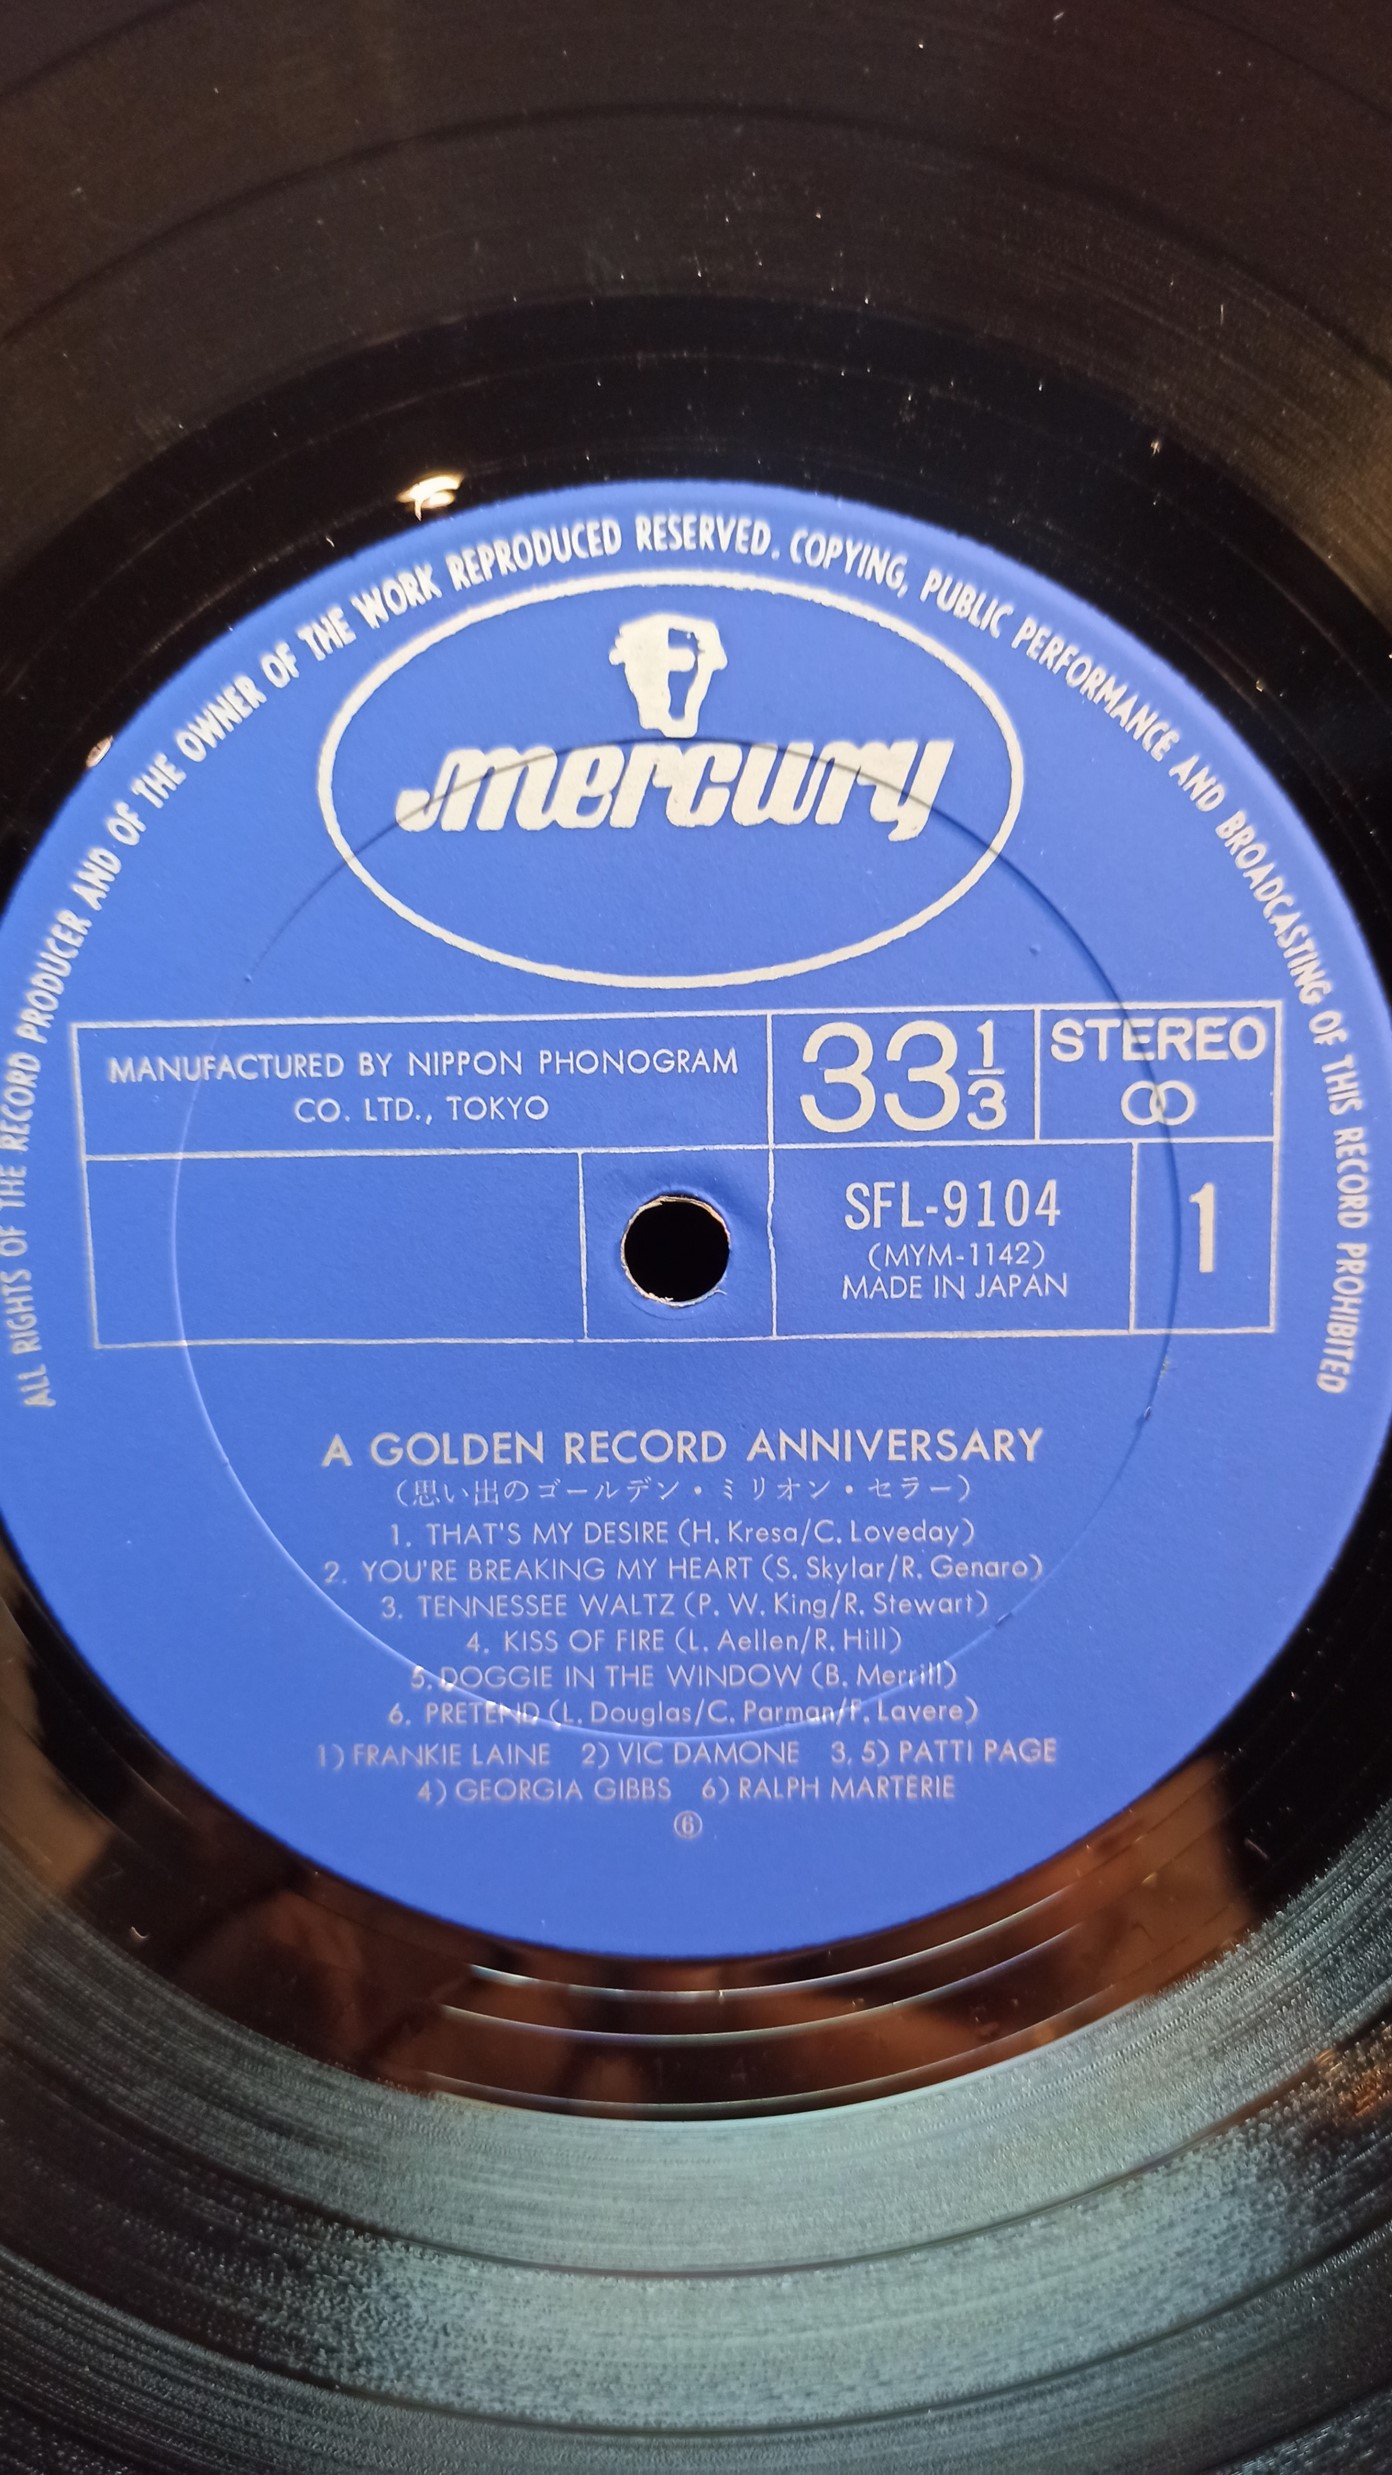 ALL RIGHTS OF THE RECORD PRODUCER AND OF THE OWNER OF THE WORK REPRODUCED RESERVED. COPYING, PUBLIC PERFORMANCE AND BROADCASTING OF THIS RECORD PROHIBITED
mercury
MANUFACTURED BY NIPPON PHONOGRAM
CO. LTD., TOKYO
33 1/3
STEREO
SFL-9104
(MYM-1142)
MADE IN JAPAN
1
A GOLDEN RECORD ANNIVERSARY
(思い出のゴールデン・ミリオン・セラー)
1. THAT'S MY DESIRE (H. Kresa/C. Loveday)
2. YOU'RE BREAKING MY HEART (S. Skylar/R. Genaro)
3. TENNESSEE WALTZ (P. W. King/R. Stewart)
4. KISS OF FIRE (L. Aellen/R. Hill)
5. DOGGIE IN THE WINDOW (B. Merrill)
6. PRETEND (L. Douglas/C. Parman/F. Lavere)
1) FRANKIE LAINE 2) VIC DAMONE 3, 5) PATTI PAGE
4) GEORGIA GIBBS 6) RALPH MARTERIE
⑥